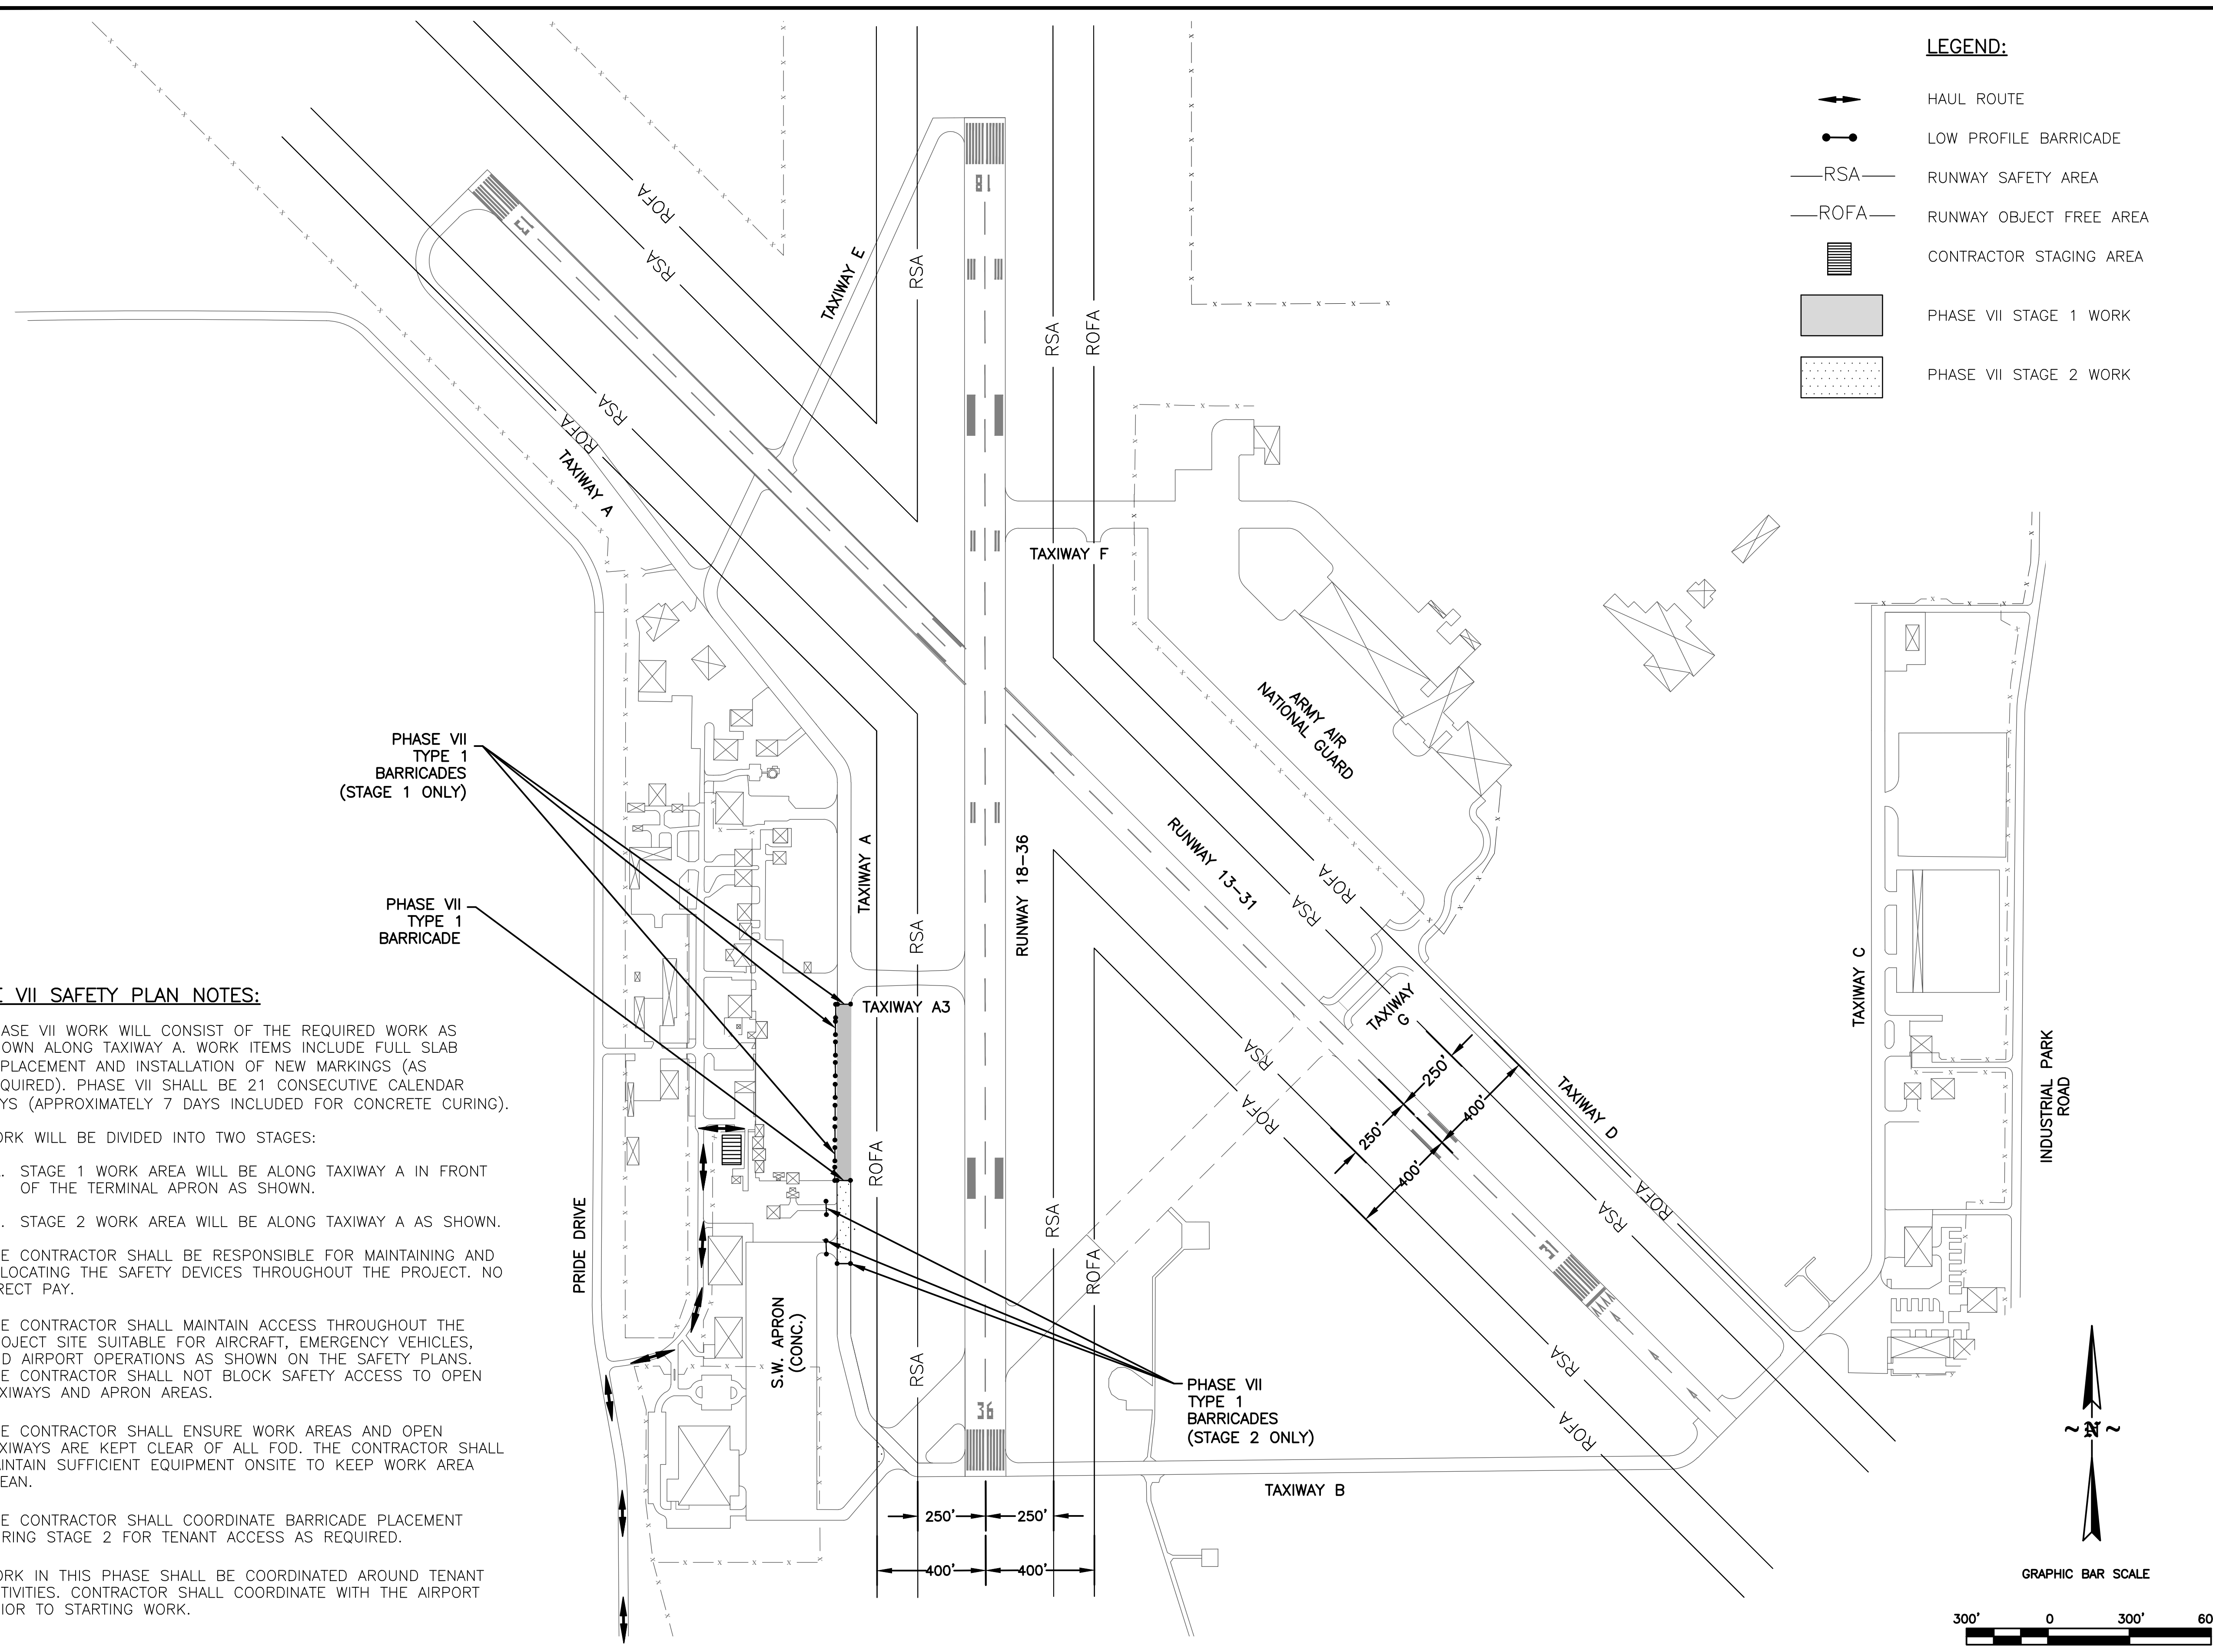 LEGEND:
HAUL ROUTE
LOW PROFILE BARRICADE
RSA RUNWAY SAFETY AREA
ROFA RUNWAY OBJECT FREE AREA
CONTRACTOR STAGING AREA
PHASE VII STAGE 1 WORK
PHASE VII STAGE 2 WORK
18
13
ROFA
RSA
TAXIWAY E
RSA
RSA
ROFA
RSA
ROFA
TAXIWAY A
TAXIWAY F
ARMY AIR
NATIONAL GUARD
PHASE VII
TYPE 1
BARRICADES
(STAGE 1 ONLY)
TAXIWAY A
RUNWAY 18-36
RUNWAY 13-31
ROFA
RSA
RSA
PHASE VII
TYPE 1
BARRICADE
TAXIWAY A3
TAXIWAY
G
TAXIWAY C
INDUSTRIAL PARK
ROAD
RSA
ROFA
250'
250'
400'
400'
TAXIWAY D
ROFA
RSA
ROFA
RSA
ROFA
31
PRIDE DRIVE
S.W. APRON
(CONC.)
RSA
RSA
ROFA
36
PHASE VII
TYPE 1
BARRICADES
(STAGE 2 ONLY)
TAXIWAY B
250' 250'
400' 400'
E VII SAFETY PLAN NOTES:
ASE VII WORK WILL CONSIST OF THE REQUIRED WORK AS
OWN ALONG TAXIWAY A. WORK ITEMS INCLUDE FULL SLAB
PLACEMENT AND INSTALLATION OF NEW MARKINGS (AS
QUIRED). PHASE VII SHALL BE 21 CONSECUTIVE CALENDAR
YS (APPROXIMATELY 7 DAYS INCLUDED FOR CONCRETE CURING).
ORK WILL BE DIVIDED INTO TWO STAGES:
. STAGE 1 WORK AREA WILL BE ALONG TAXIWAY A IN FRONT
OF THE TERMINAL APRON AS SHOWN.
. STAGE 2 WORK AREA WILL BE ALONG TAXIWAY A AS SHOWN.
E CONTRACTOR SHALL BE RESPONSIBLE FOR MAINTAINING AND
LOCATING THE SAFETY DEVICES THROUGHOUT THE PROJECT. NO
RECT PAY.
E CONTRACTOR SHALL MAINTAIN ACCESS THROUGHOUT THE
OJECT SITE SUITABLE FOR AIRCRAFT, EMERGENCY VEHICLES,
D AIRPORT OPERATIONS AS SHOWN ON THE SAFETY PLANS.
E CONTRACTOR SHALL NOT BLOCK SAFETY ACCESS TO OPEN
XIWAYS AND APRON AREAS.
E CONTRACTOR SHALL ENSURE WORK AREAS AND OPEN
XIWAYS ARE KEPT CLEAR OF ALL FOD. THE CONTRACTOR SHALL
AINTAIN SUFFICIENT EQUIPMENT ONSITE TO KEEP WORK AREA
EAN.
E CONTRACTOR SHALL COORDINATE BARRICADE PLACEMENT
RING STAGE 2 FOR TENANT ACCESS AS REQUIRED.
ORK IN THIS PHASE SHALL BE COORDINATED AROUND TENANT
TIVITIES. CONTRACTOR SHALL COORDINATE WITH THE AIRPORT
IOR TO STARTING WORK.
~N~
GRAPHIC BAR SCALE
300' 0 300' 60